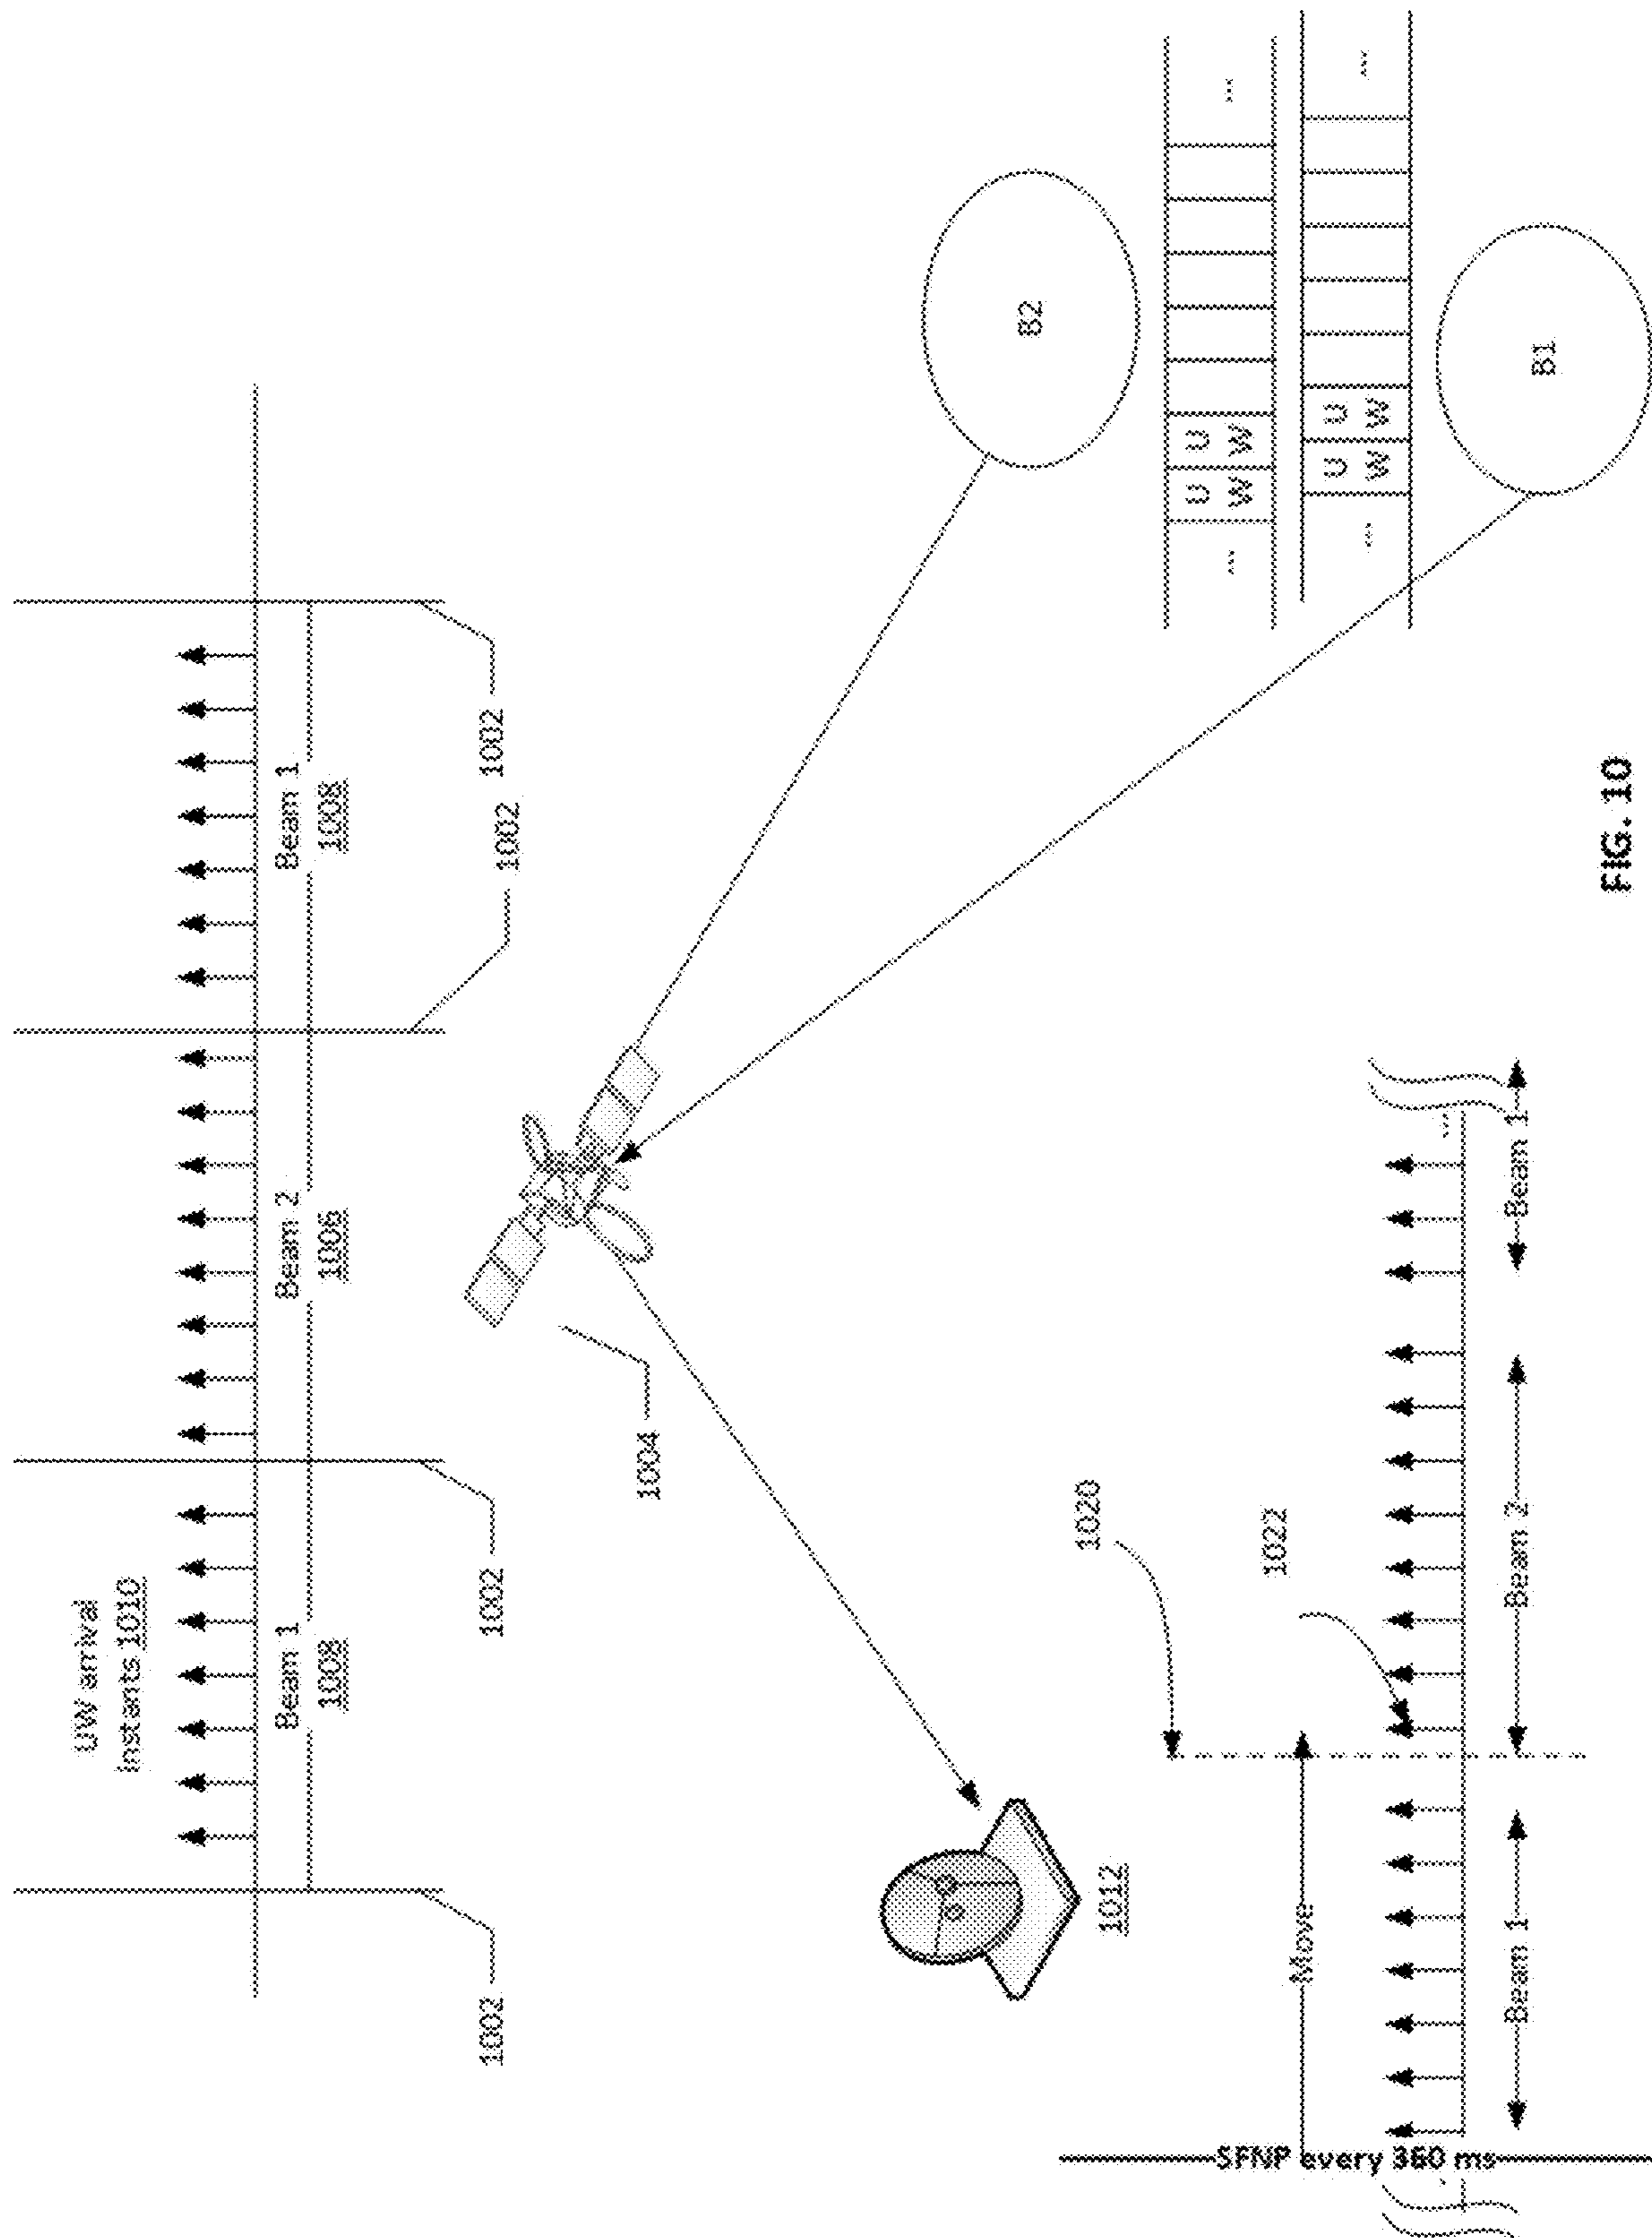 UW arrival
Instants 1010
Beam 1
1008
Beam 2
1006
Beam 1
1008
1002
1002
1002
1002
1004
1012
B2
...
U
W
U
W
...
...
U
W
U
W
...
B1
1020
1022
Move
SFNP every 360 ms
...
Beam 1
Beam 2
Beam 1
FIG. 10